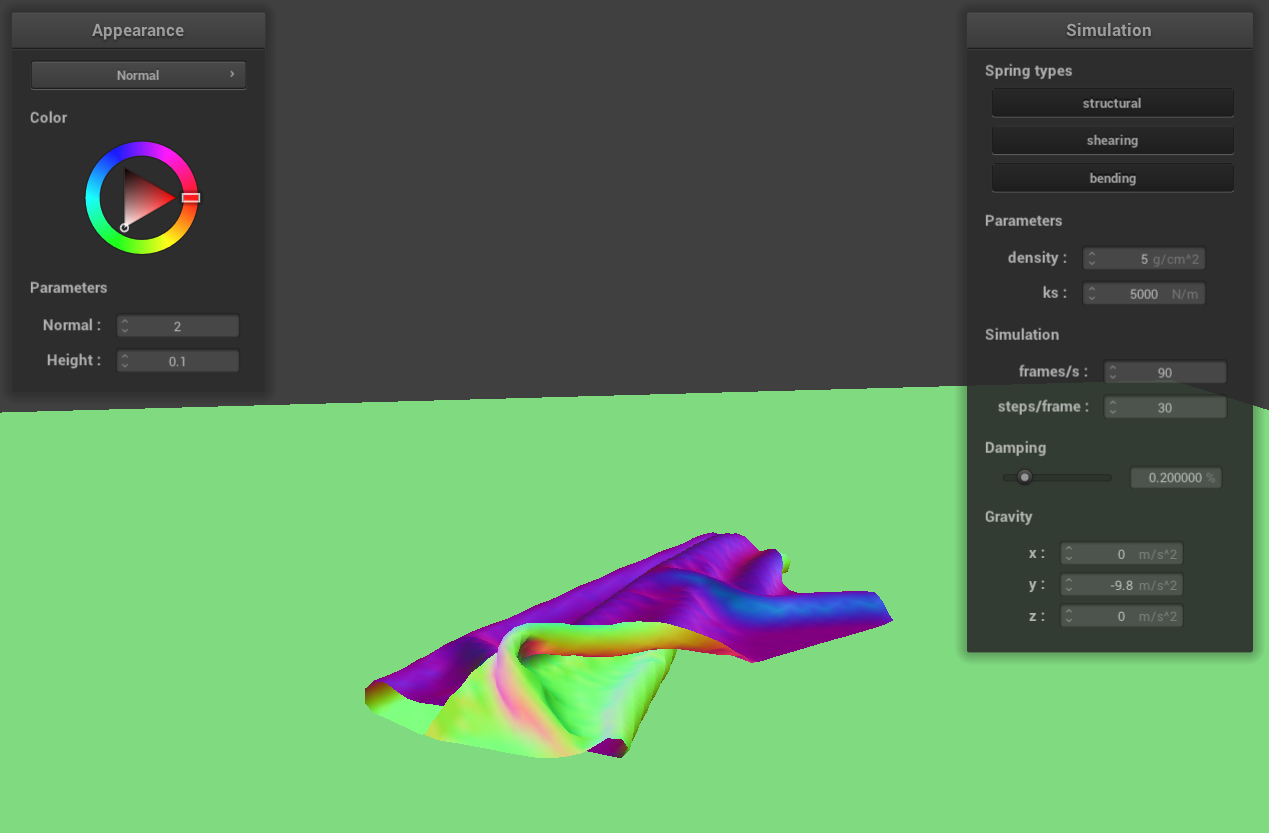 Appearance
Normal
Color
Parameters
Normal : 2
Height : 0.1
Simulation
Spring types
structural
shearing
bending
Parameters
density : 5 g/cm^2
ks : 5000 N/m
Simulation
frames/s : 90
steps/frame : 30
Damping
0.200000 %
Gravity
x : 0 m/s^2
y : -9.8 m/s^2
z : 0 m/s^2